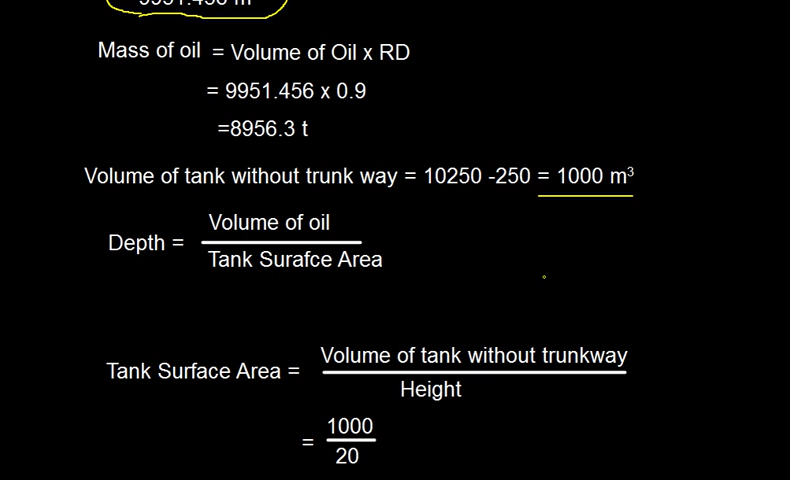 9951.456 m
Mass of oil = Volume of Oil x RD
= 9951.456 x 0.9
=8956.3 t
Volume of tank without trunk way = 10250 -250 = 1000 m³
Volume of oil
Depth =
Tank Surafce Area
Volume of tank without trunkway
Tank Surface Area =
Height
1000
=
20